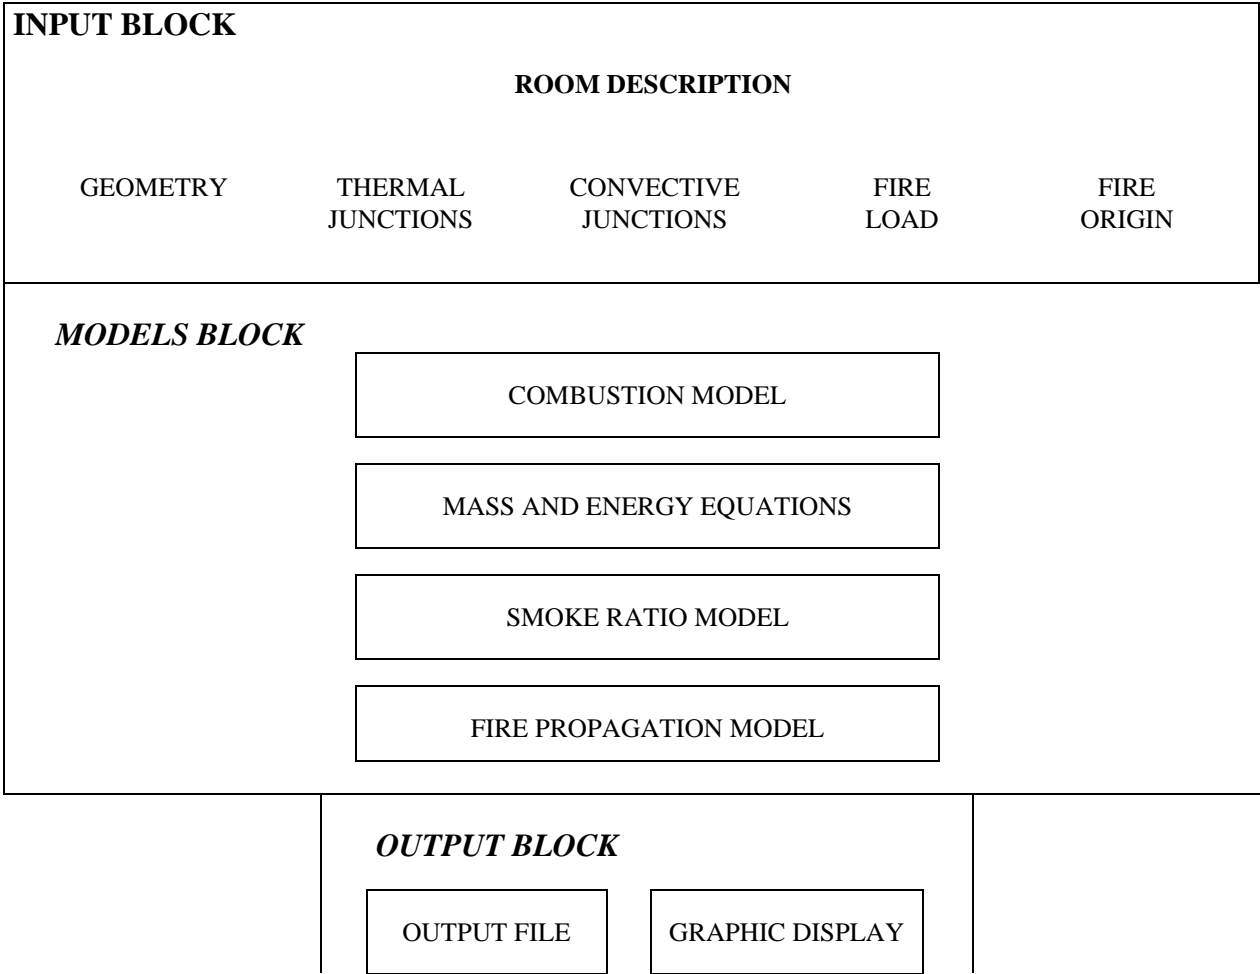 INPUT BLOCK
ROOM DESCRIPTION
GEOMETRY THERMAL CONVECTIVE FIRE FIRE
JUNCTIONS JUNCTIONS LOAD ORIGIN
MODELS BLOCK
COMBUSTION MODEL
MASS AND ENERGY EQUATIONS
SMOKE RATIO MODEL
FIRE PROPAGATION MODEL
OUTPUT BLOCK
OUTPUT FILE GRAPHIC DISPLAY